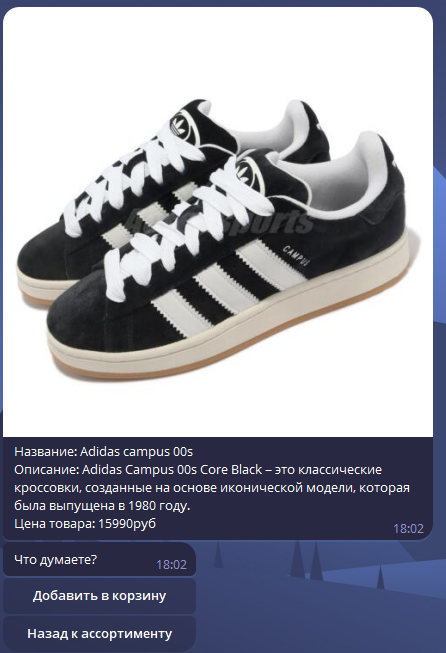 CAMPUS
Название: Adidas campus 00s
Описание: Adidas Campus 00s Core Black – это классические
кроссовки, созданные на основе иконической модели, которая
была выпущена в 1980 году.
Цена товара: 15990руб
18:02
Что думаете?
18:02
Добавить в корзину
Назад к ассортименту